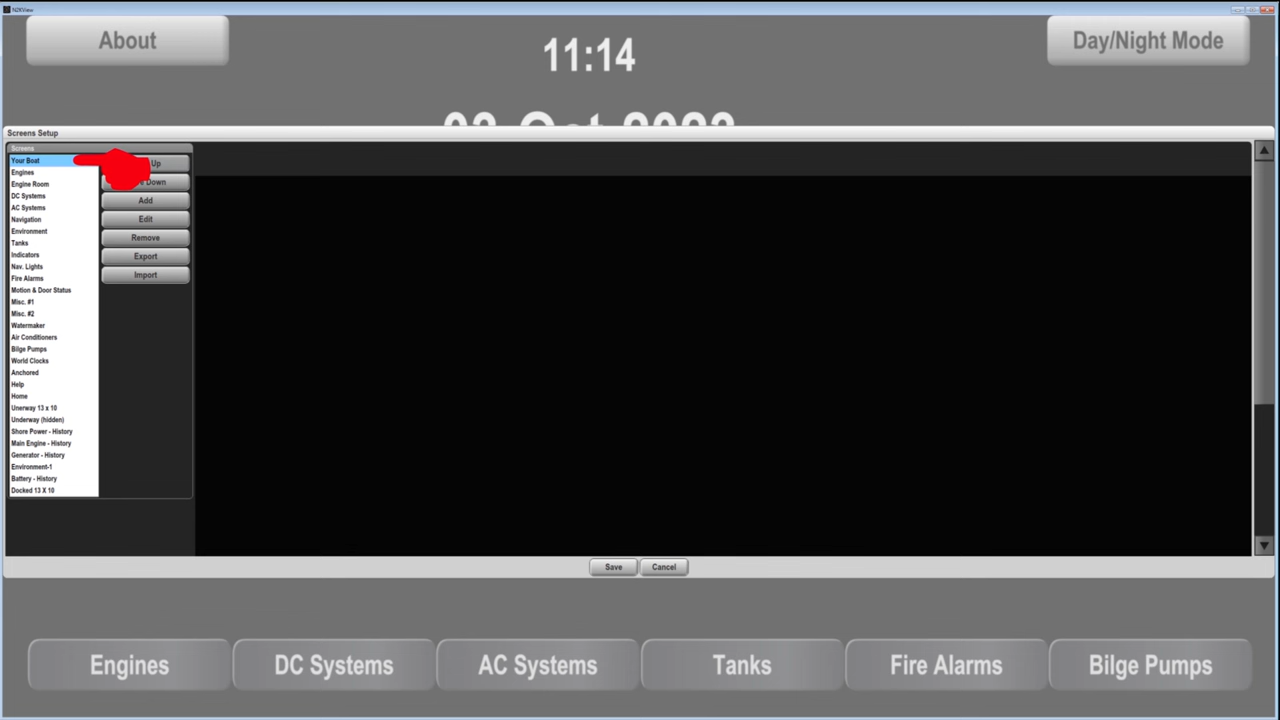 N2KView
About
11:14
Day/Night Mode
Screens Setup
Screens
Your Boat
Engines
Engine Room
DC Systems
AC Systems
Navigation
Environment
Tanks
Indicators
Nav. Lights
Fire Alarms
Motion & Door Status
Misc. #1
Misc. #2
Watermaker
Air Conditioners
Bilge Pumps
World Clocks
Anchored
Help
Home
Unerway 13 x 10
Underway (hidden)
Shore Power - History
Main Engine - History
Generator - History
Environment-1
Battery - History
Docked 13 X 10
Up
Down
Add
Edit
Remove
Export
Import
Save
Cancel
Engines
DC Systems
AC Systems
Tanks
Fire Alarms
Bilge Pumps